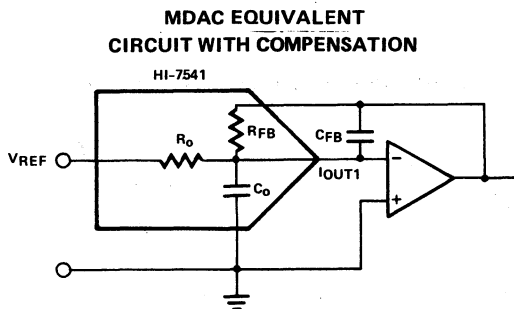 MDAC EQUIVALENT
CIRCUIT WITH COMPENSATION
HI-7541
VREF
Ro
RFB
CFB
Co
IOUT1
−
+